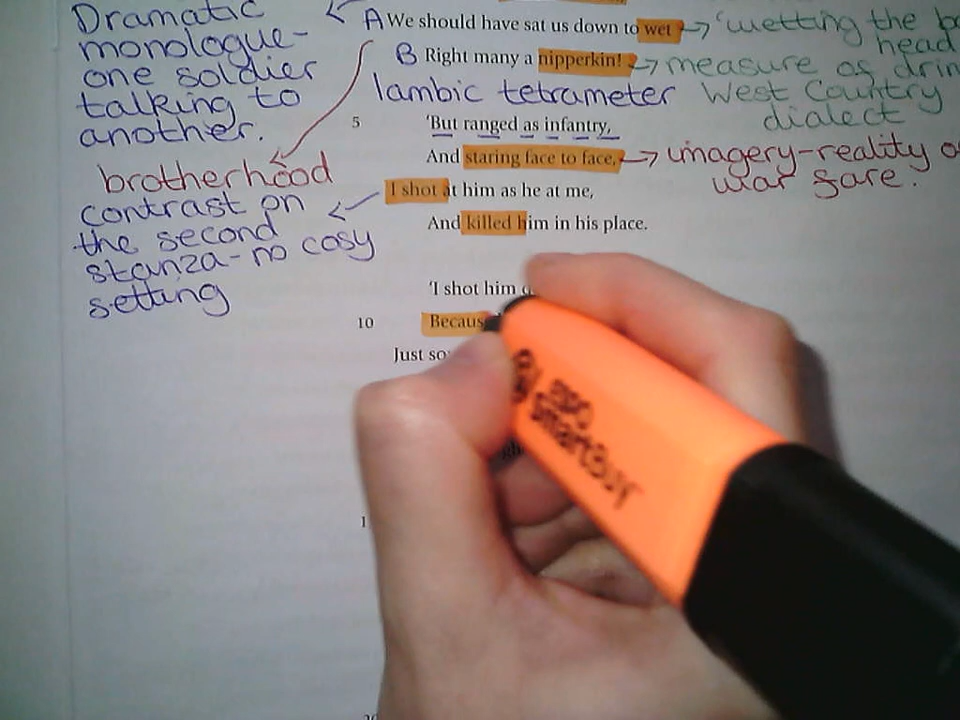 Dramatic
monologue-
one soldier
talking to
another.
brotherhood
contrast on
the second
stanza- no cosy
setting
A We should have sat us down to wet
B Right many a nipperkin!
Iambic tetrameter
5 'But ranged as infantry,
And staring face to face,
I shot at him as he at me,
And killed him in his place.
'I shot him
10 Becaus
Just so
1
20
'wetting the
head
measure of
West Country
dialect
imagery-reality
war fare.
SmartBuy